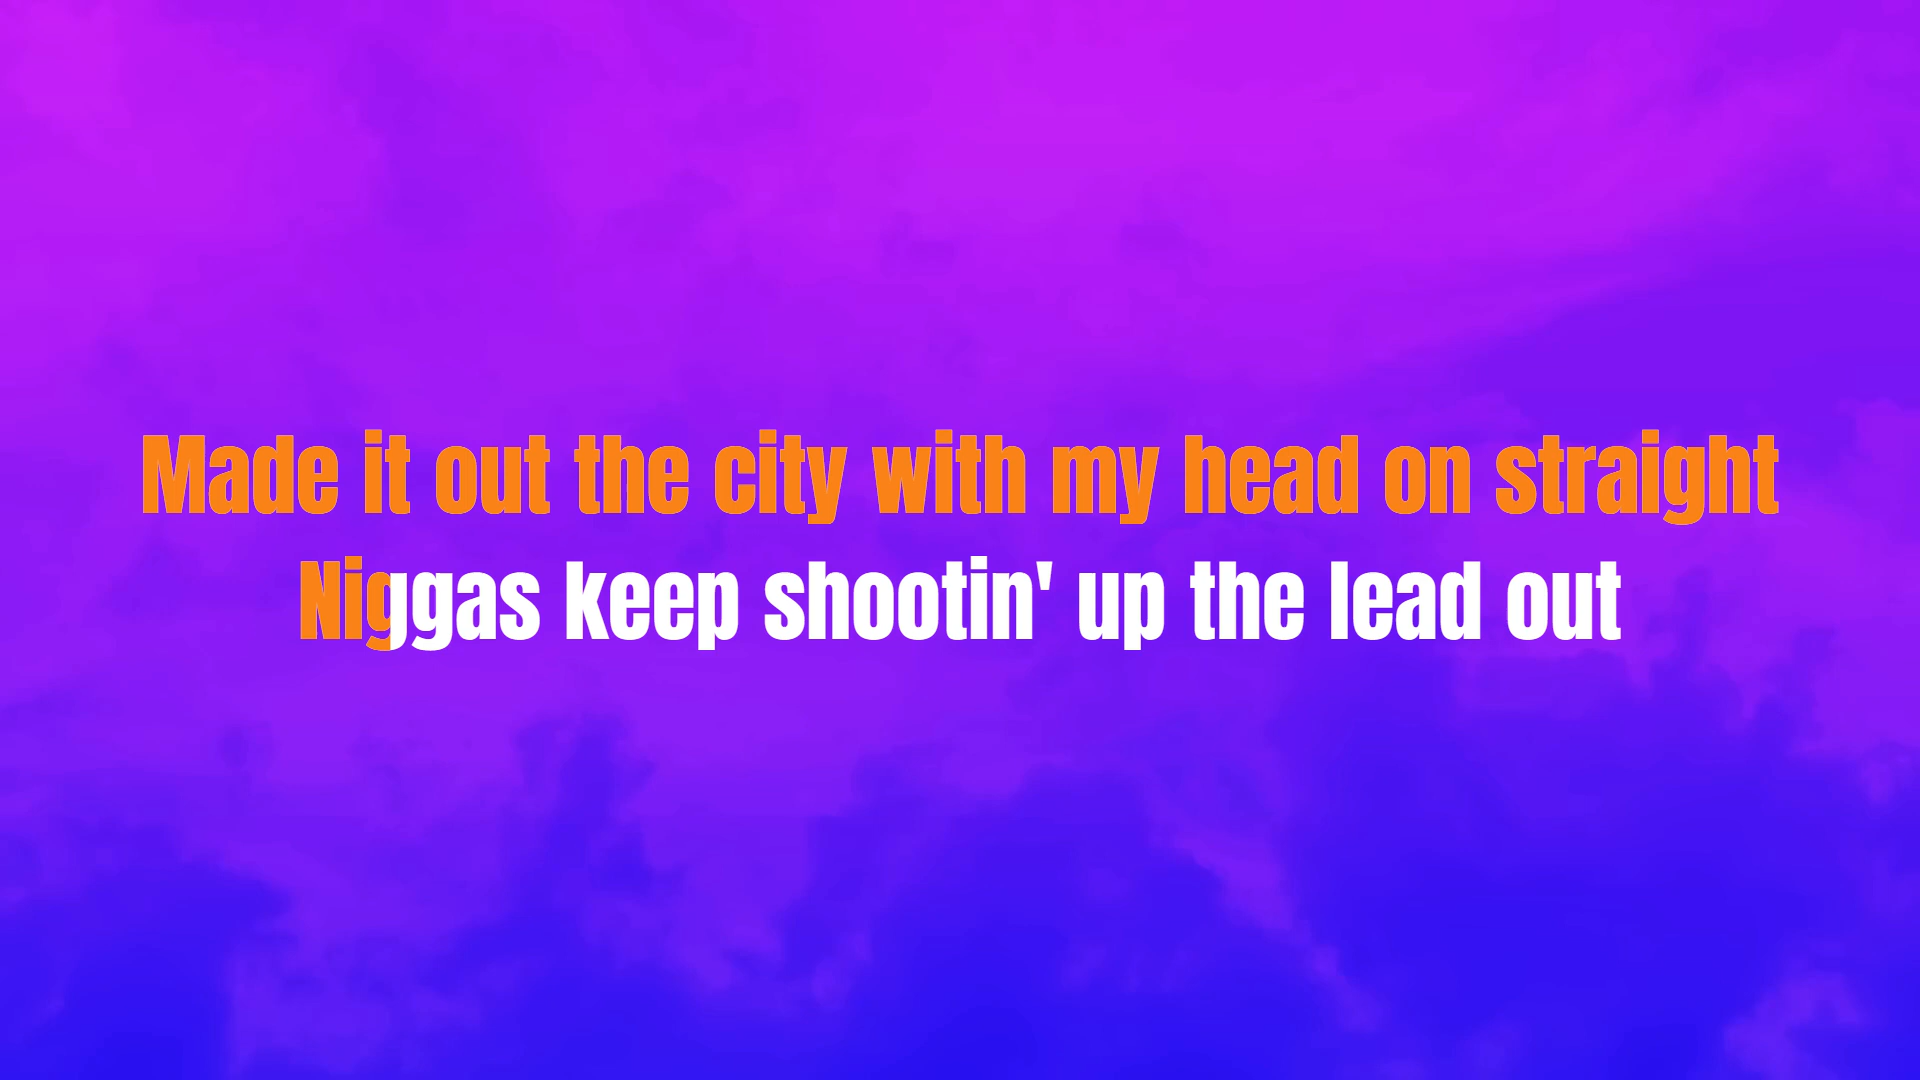 Made it out the city with my head on straight
Niggas keep shootin' up the lead out